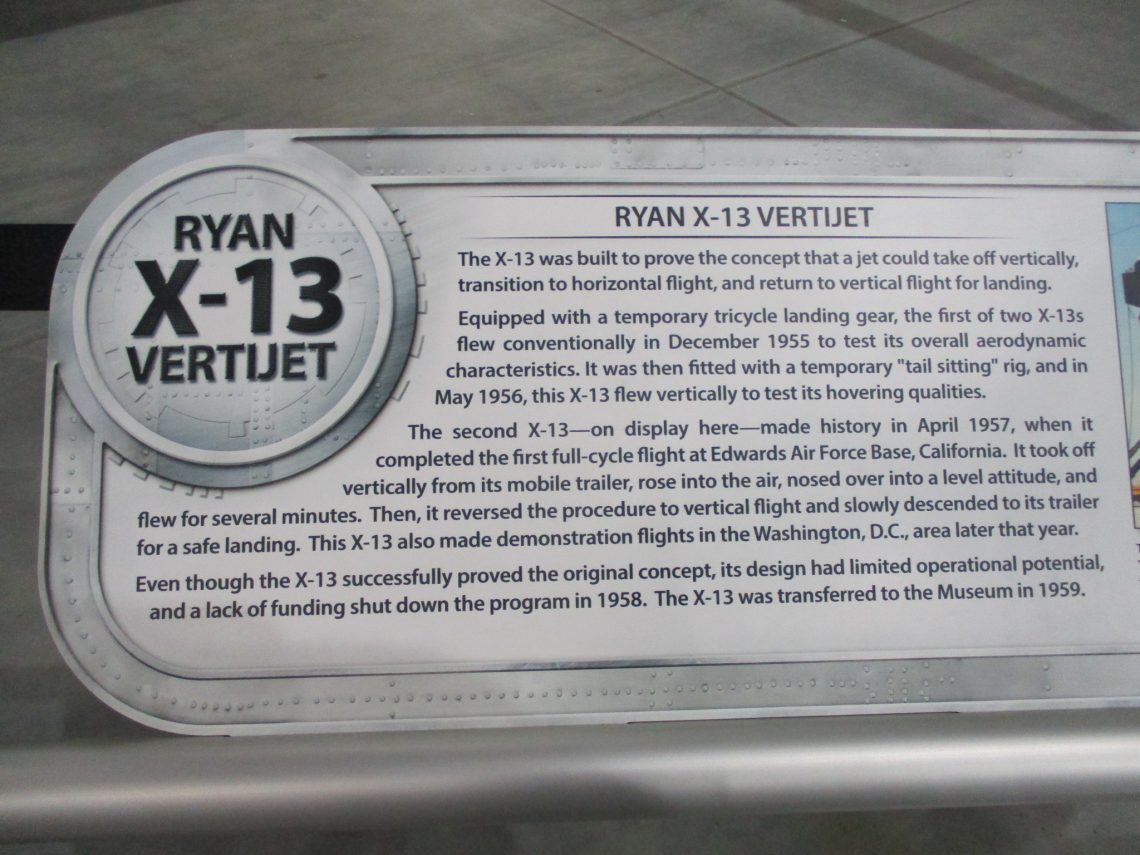 RYAN
X-13
VERTIJET
RYAN X-13 VERTIJET
The X-13 was built to prove the concept that a jet could take off vertically,
transition to horizontal flight, and return to vertical flight for landing.
Equipped with a temporary tricycle landing gear, the first of two X-13s
flew conventionally in December 1955 to test its overall aerodynamic
characteristics. It was then fitted with a temporary "tail sitting" rig, and in
May 1956, this X-13 flew vertically to test its hovering qualities.
The second X-13—on display here—made history in April 1957, when it
completed the first full-cycle flight at Edwards Air Force Base, California. It took off
vertically from its mobile trailer, rose into the air, nosed over into a level attitude, and
flew for several minutes. Then, it reversed the procedure to vertical flight and slowly descended to its trailer
for a safe landing. This X-13 also made demonstration flights in the Washington, D.C., area later that year.
Even though the X-13 successfully proved the original concept, its design had limited operational potential,
and a lack of funding shut down the program in 1958. The X-13 was transferred to the Museum in 1959.